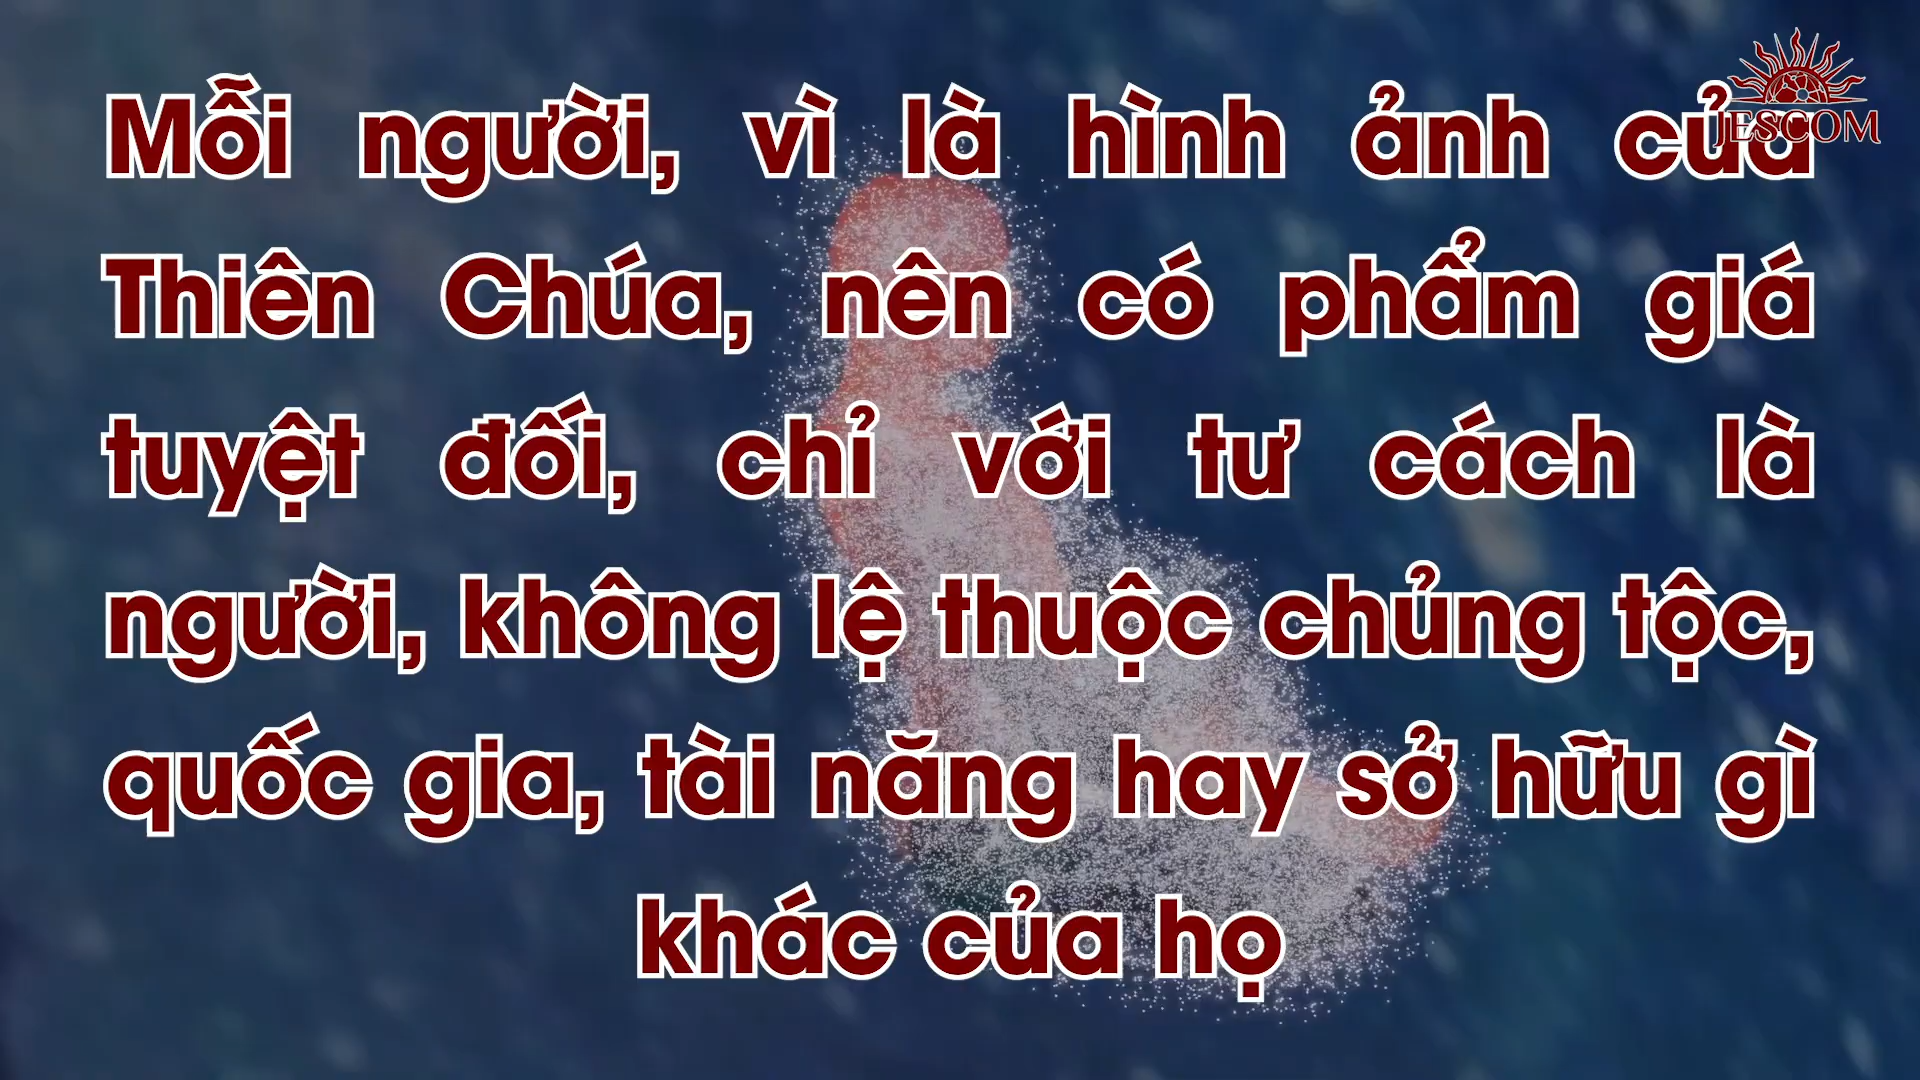 Mỗi người, vì là hình ảnh của
JESCOM
Thiên Chúa, nên có phẩm giá
tuyệt đối, chỉ với tư cách là
người, không lệ thuộc chủng tộc,
quốc gia, tài năng hay sở hữu gì
khác của họ